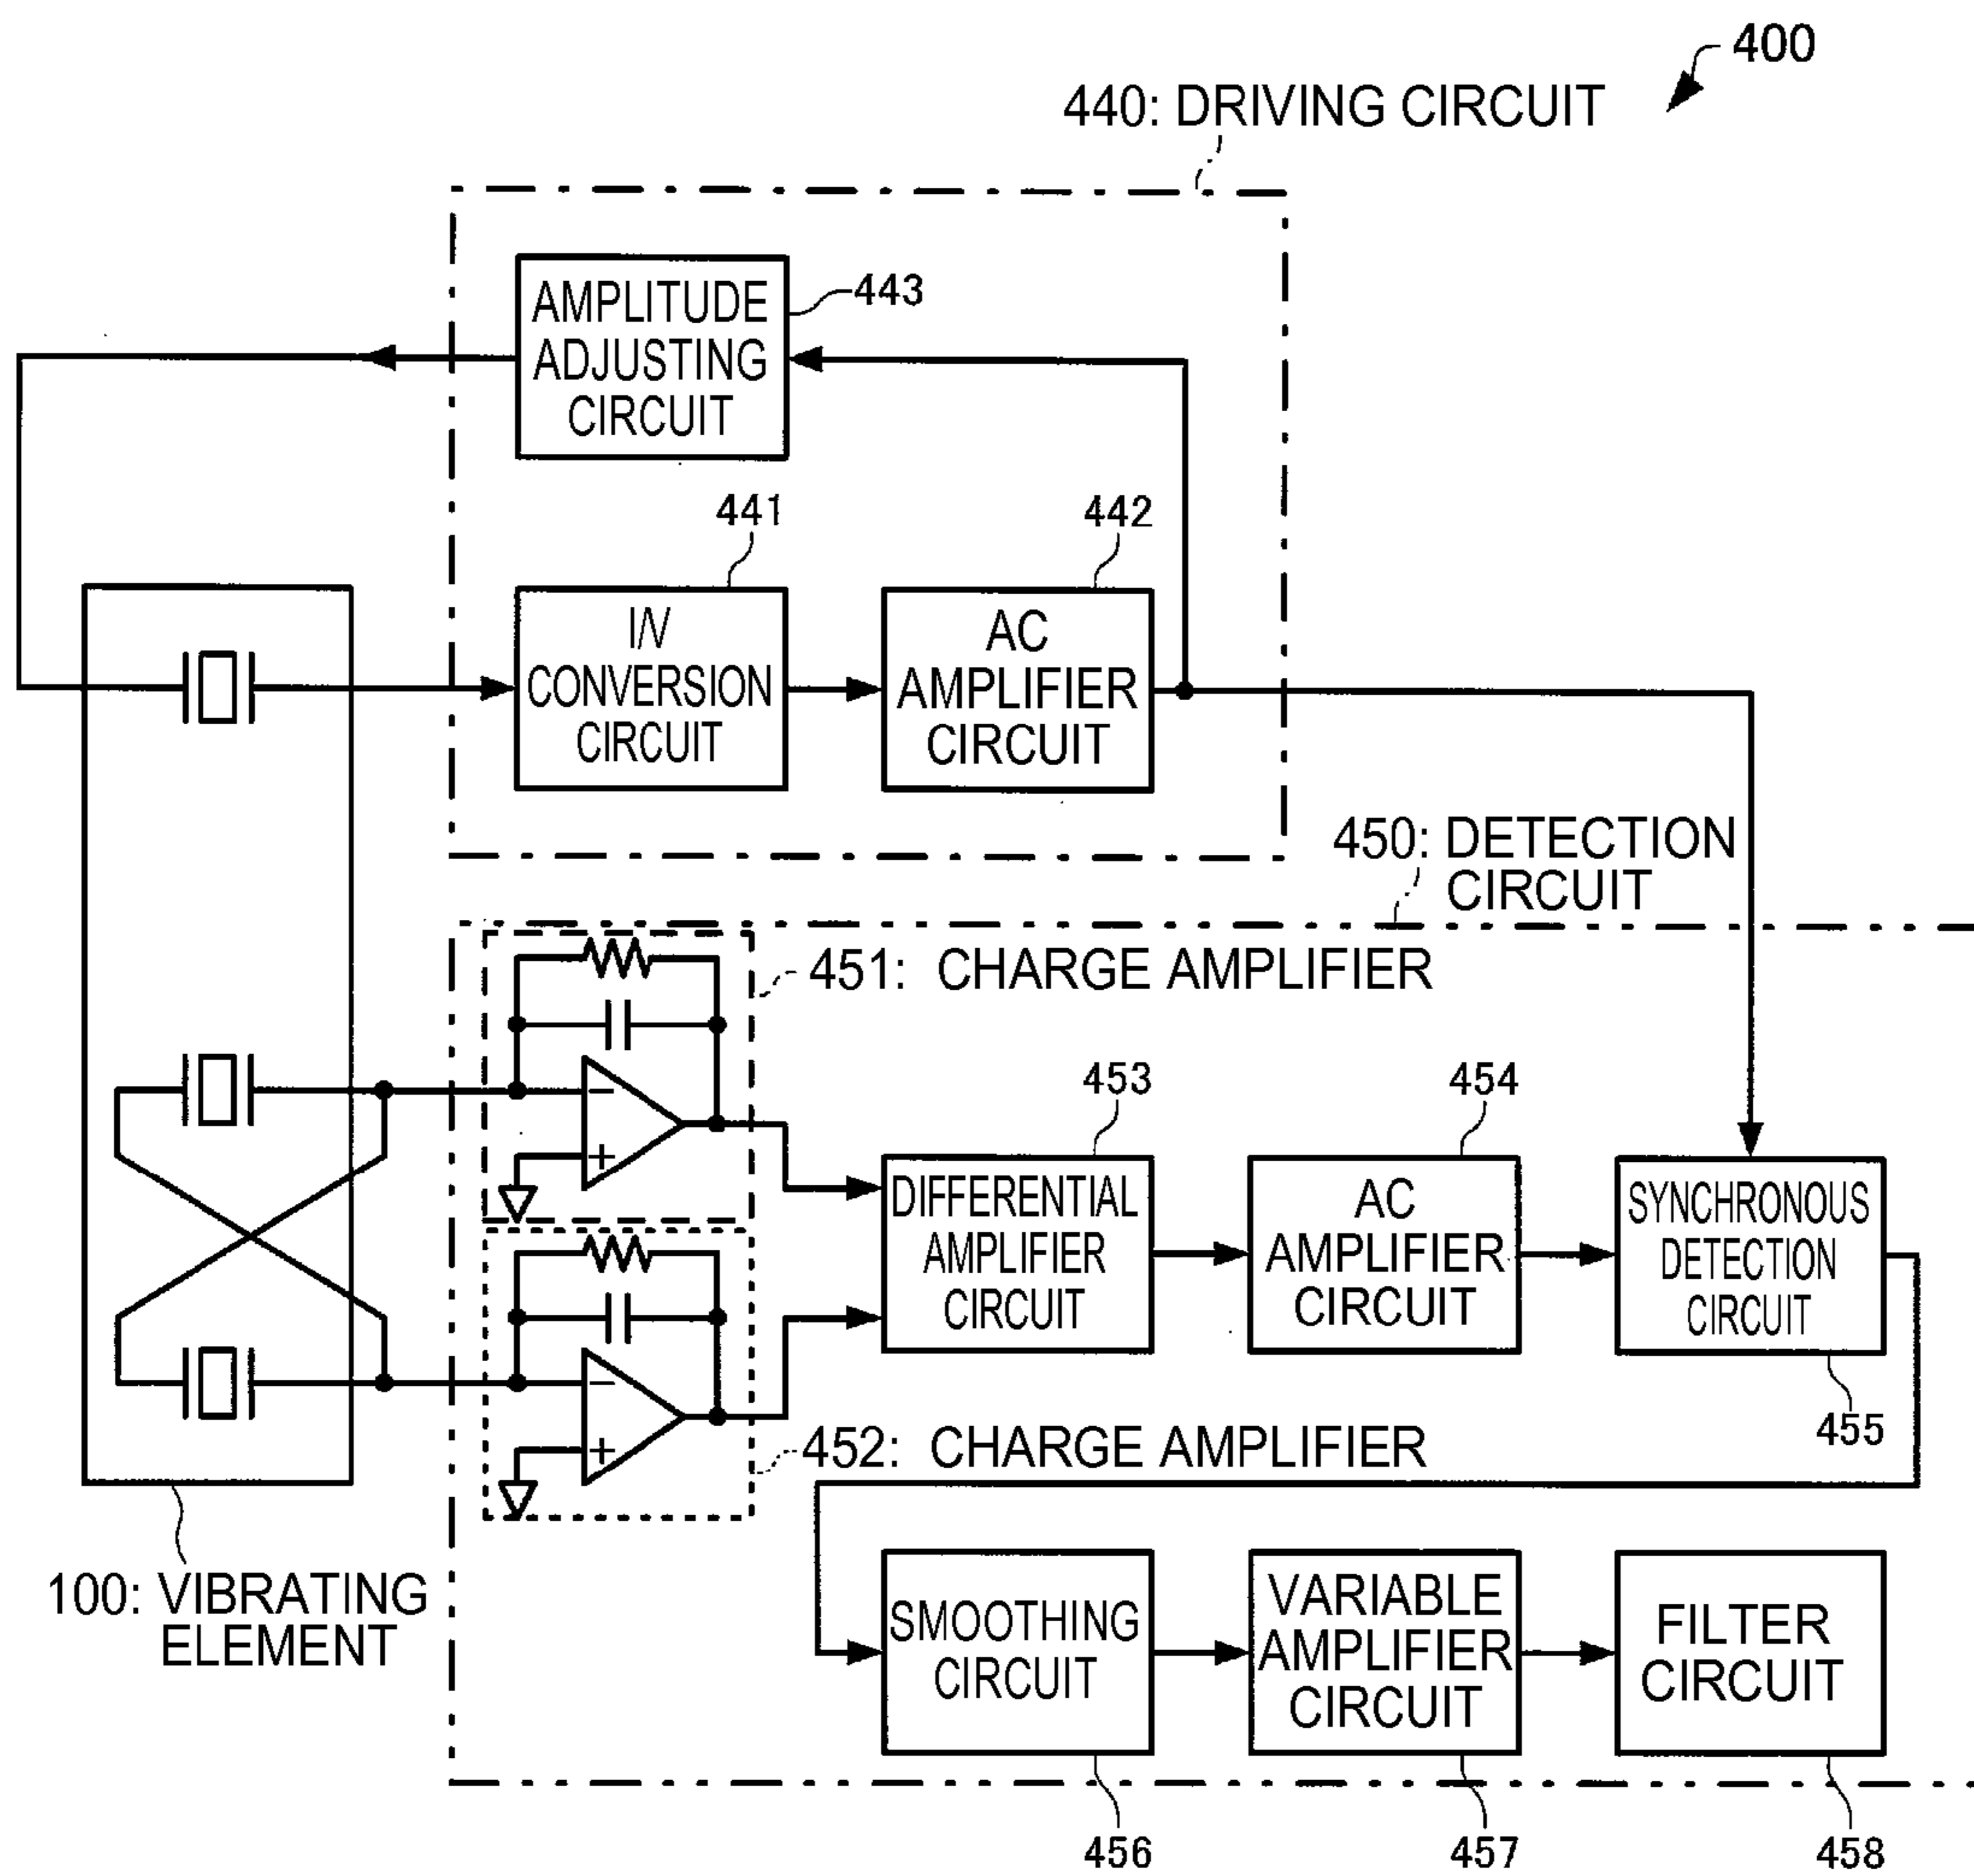 400
440: DRIVING CIRCUIT
AMPLITUDE
ADJUSTING
CIRCUIT
443
441
442
I/V
CONVERSION
CIRCUIT
AC
AMPLIFIER
CIRCUIT
450: DETECTION
CIRCUIT
451: CHARGE AMPLIFIER
−
+
453
454
DIFFERENTIAL
AMPLIFIER
CIRCUIT
AC
AMPLIFIER
CIRCUIT
SYNCHRONOUS
DETECTION
CIRCUIT
455
−
+
452: CHARGE AMPLIFIER
100: VIBRATING
ELEMENT
SMOOTHING
CIRCUIT
VARIABLE
AMPLIFIER
CIRCUIT
FILTER
CIRCUIT
456
457
458